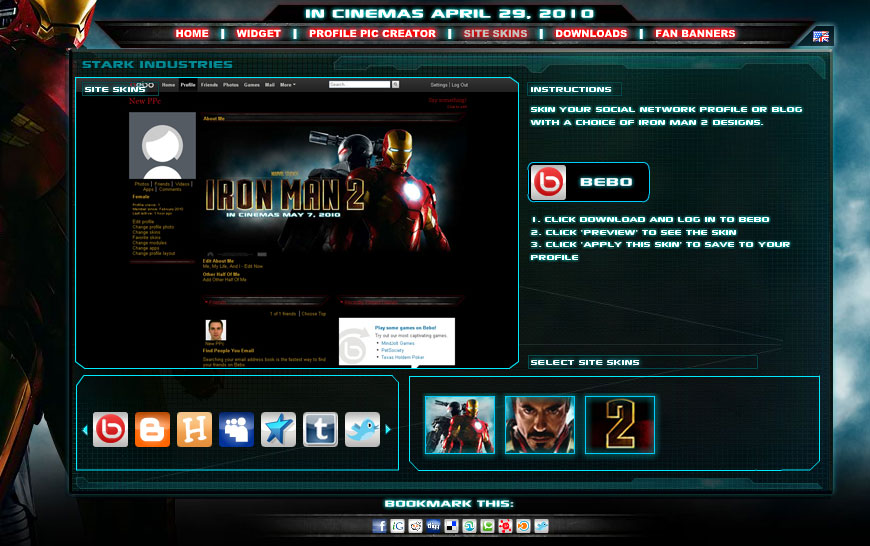 IN CINEMAS APRIL 29, 2010
HOME | WIDGET | PROFILE PIC CREATOR | SITE SKINS | DOWNLOADS | FAN BANNERS
STARK INDUSTRIES
SITE SKINS
Home Profile Friends Photos Games Mail More
Search
Settings | Log Out
New PPs
Say something!
About Me
Photos | Friends | Videos |
Apps | Comments
Female
Edit profile
Change profile photo
Change skins
Favorite skins
Change modules
Change apps
Change profile layout
IRON MAN 2
IN CINEMAS MAY 7, 2010
Edit About Me
Me, My Life, And I - Edit Now
Other Half Of Me
Add Other Half Of Me
1 of 1 friends | Choose Top
New PPs
Find People You Email
Searching your email address book is the fastest way to find
your friends on Bebo
Play some games on Bebo!
Try out our most captivating games.
• Miniclub Games
• PetSociety
• Texas Holdem Poker
INSTRUCTIONS
SKIN YOUR SOCIAL NETWORK PROFILE OR BLOG
WITH A CHOICE OF IRON MAN 2 DESIGNS.
b BEBO
1. CLICK DOWNLOAD AND LOG IN TO BEBO
2. CLICK 'PREVIEW' TO SEE THE SKIN
3. CLICK 'APPLY THIS SKIN' TO SAVE TO YOUR
PROFILE
SELECT SITE SKINS
b B H t
2
BOOKMARK THIS:
f iG digg